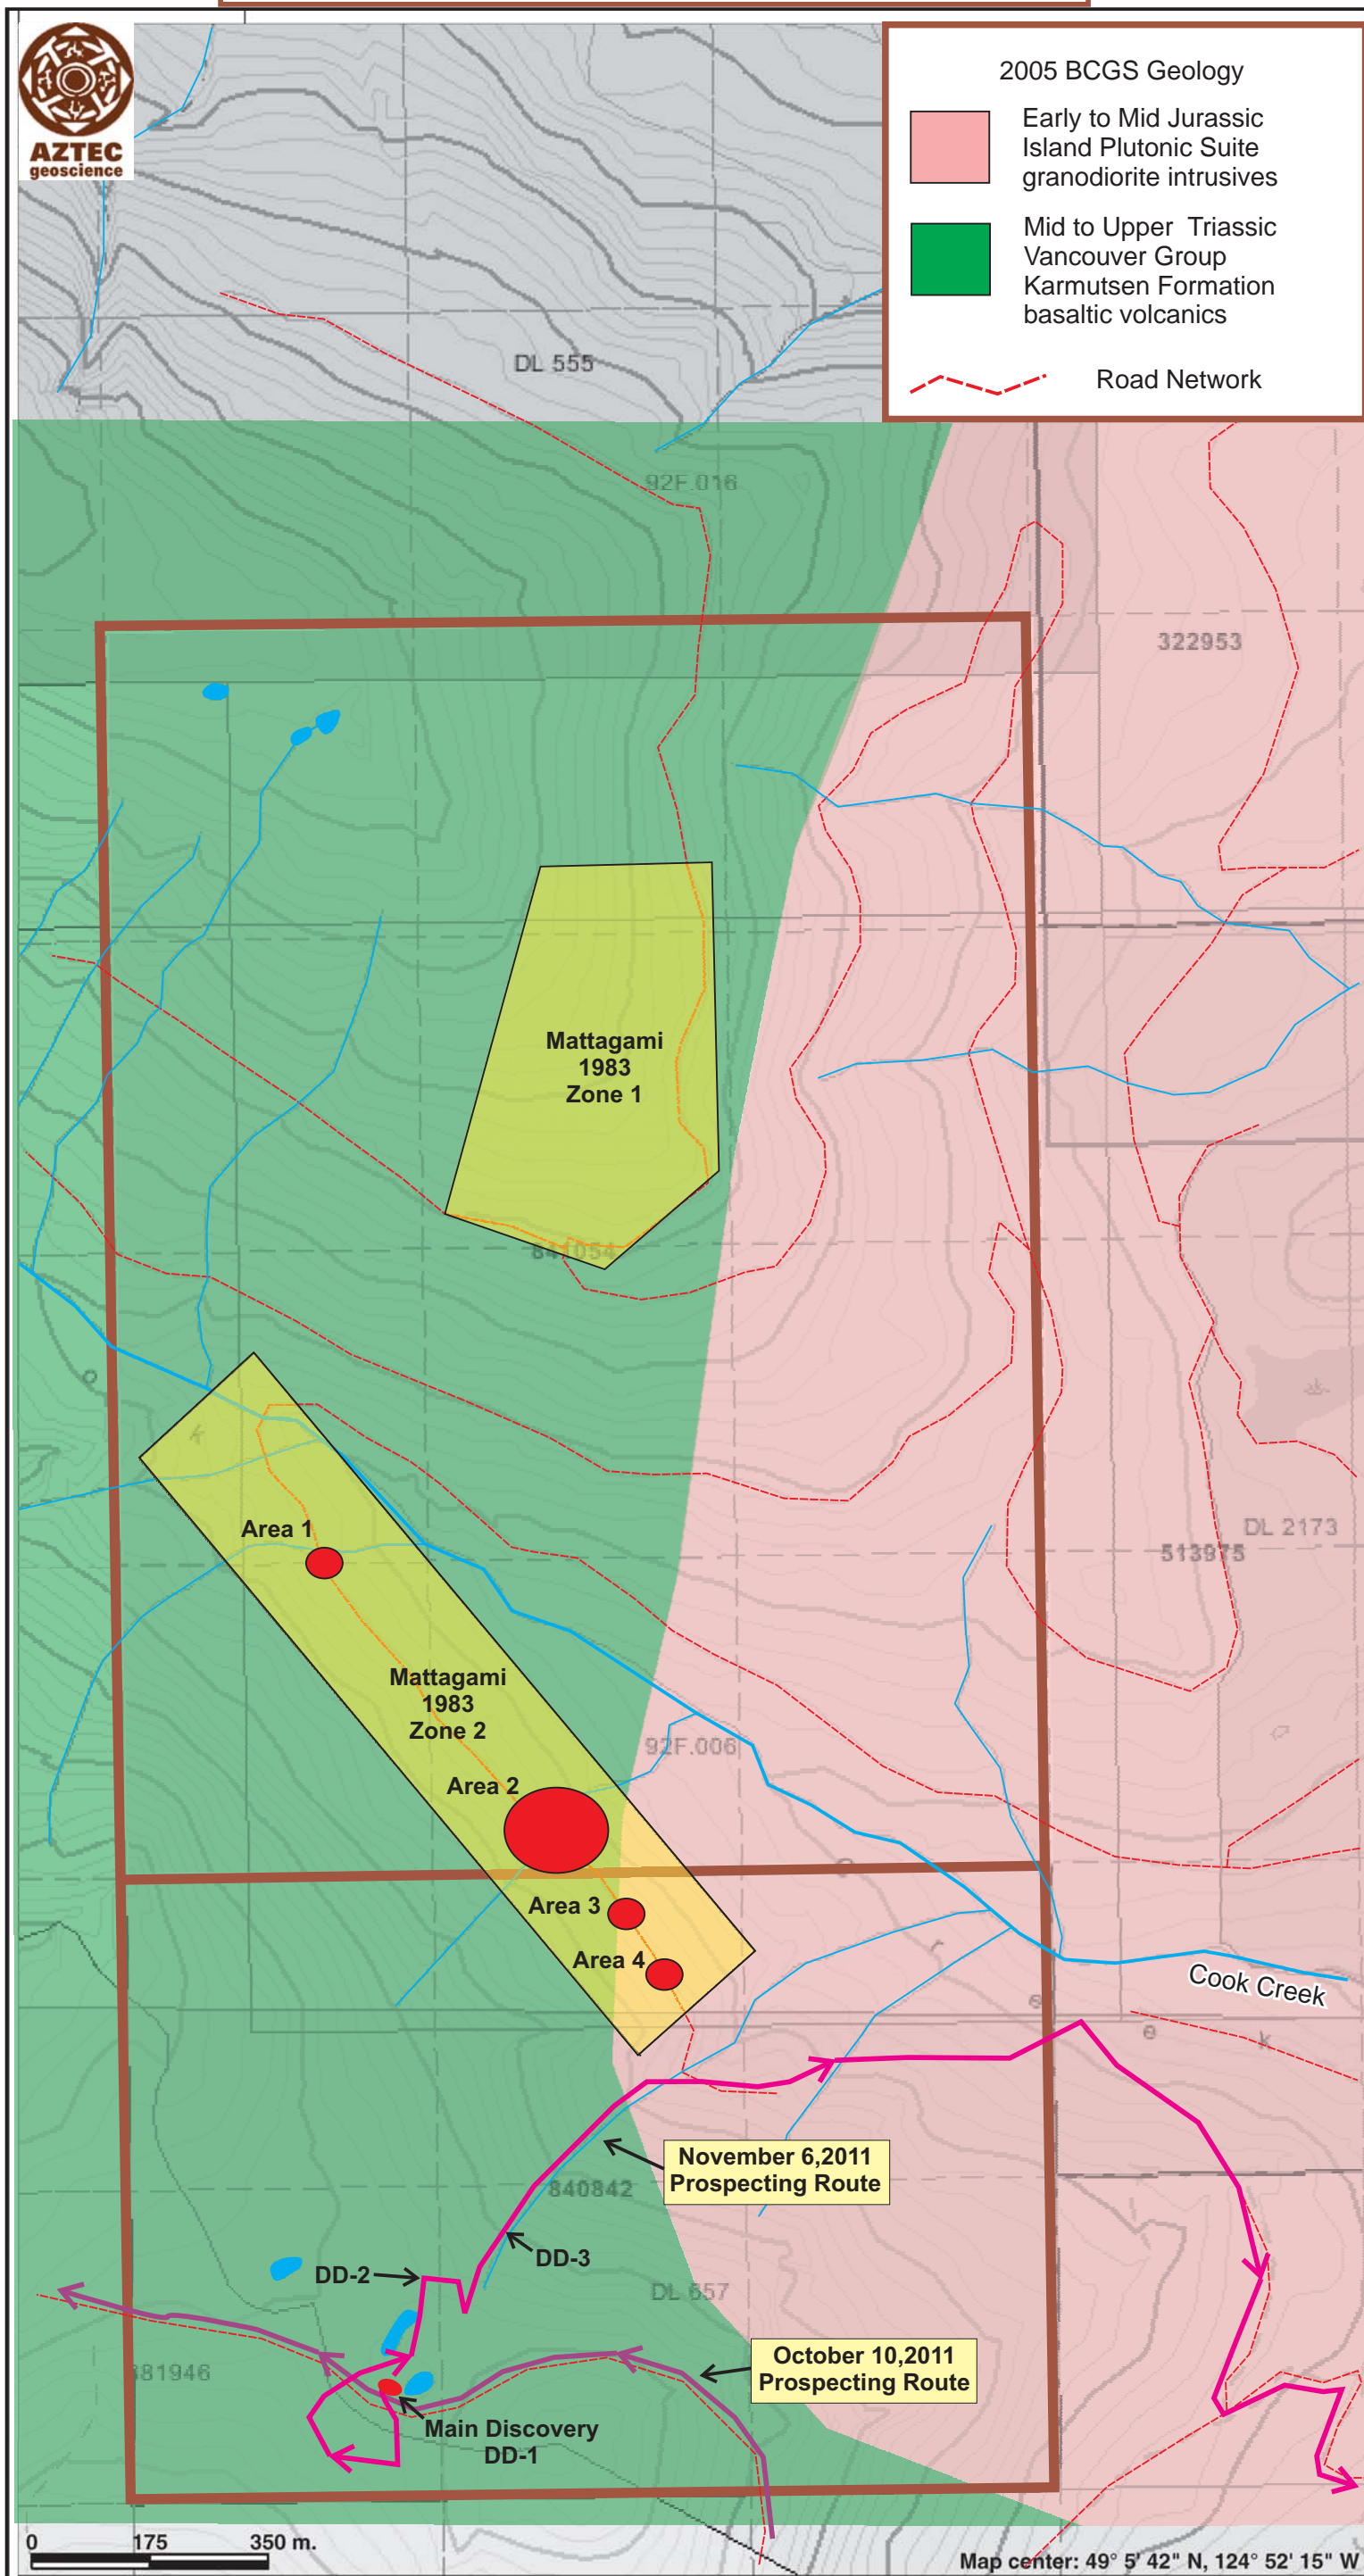 AZTEC
geoscience
2005 BCGS Geology
Early to Mid Jurassic
Island Plutonic Suite
granodiorite intrusives
Mid to Upper Triassic
Vancouver Group
Karmutsen Formation
basaltic volcanics
Road Network
DL 555
92F.016
322953
Mattagami
1983
Zone 1
841054
o
k
Area 1
DL 2173
513975
Mattagami
1983
Zone 2
92F.006
Area 2
C
Area 3
r
Area 4
Cook Creek
e
e
k
November 6,2011
Prospecting Route
840842
DD-3
DD-2
DL 657
October 10,2011
Prospecting Route
881946
Main Discovery
DD-1
0 175 350 m.
Map center: 49° 5' 42" N, 124° 52' 15" W